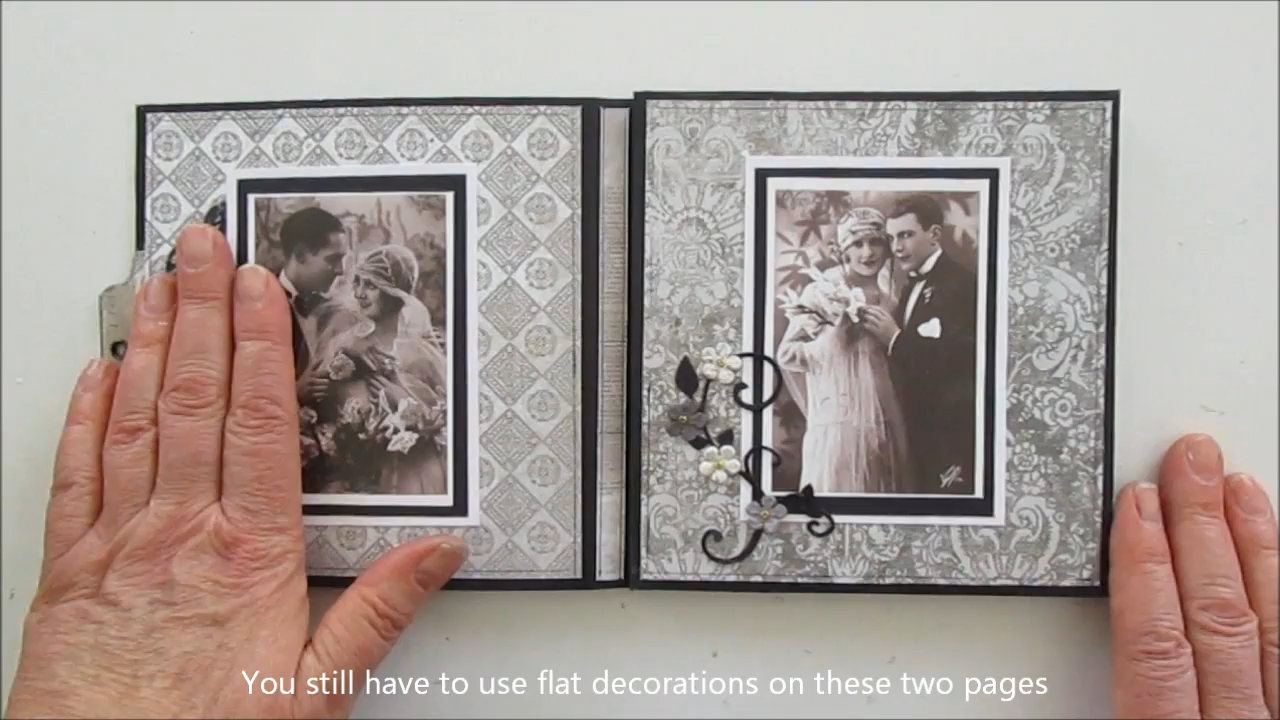 You still have to use flat decorations on these two pages